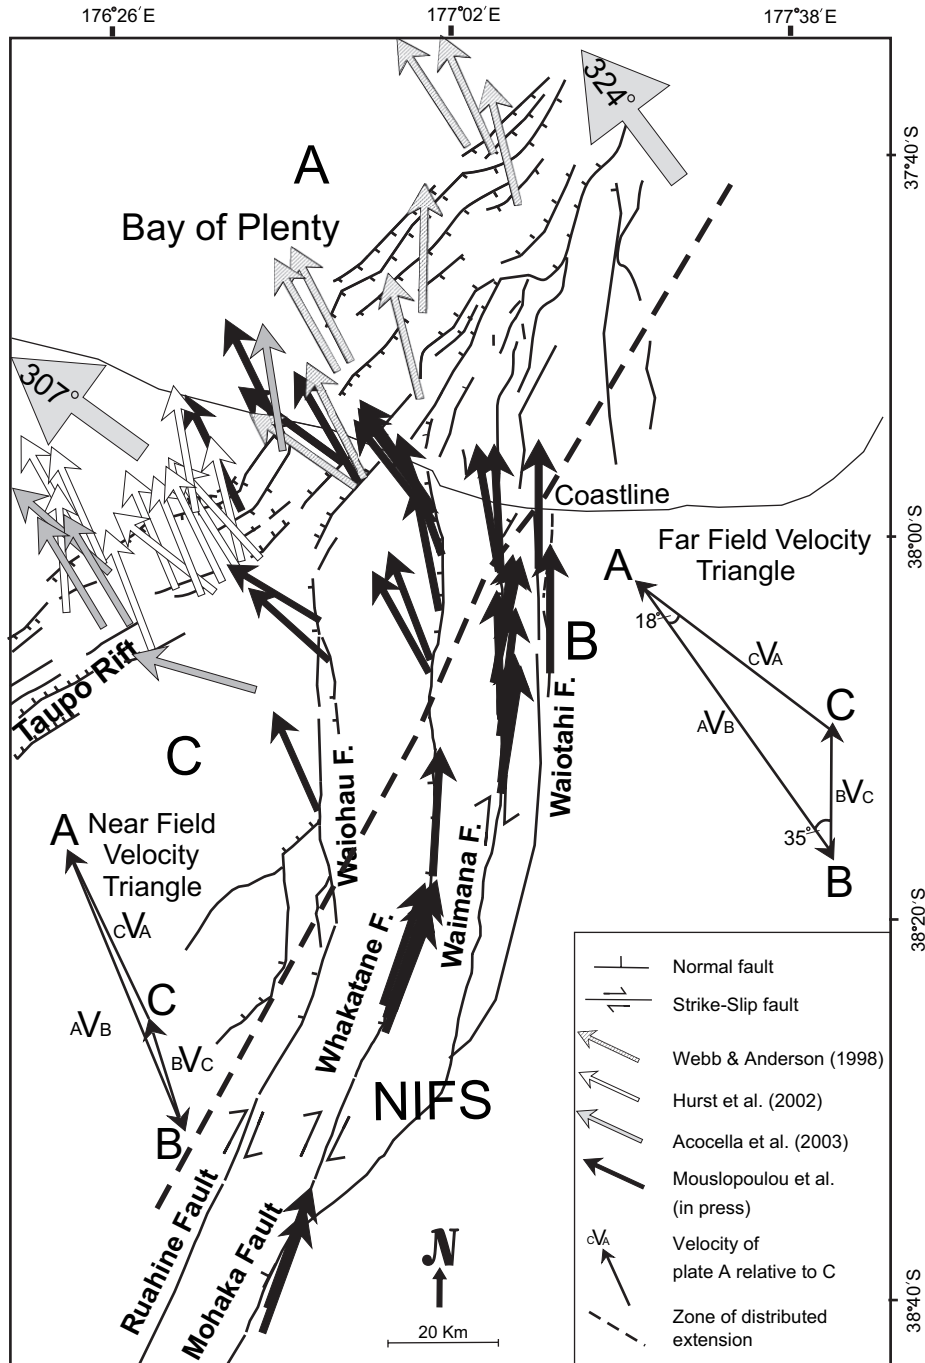 176°26´E
177°02´E
177°38´E
324°
37°40´S
A
Bay of Plenty
307°
Coastline
38°00´S
Far Field Velocity
Triangle
A
18°
CVA
C
AVB
BVC
35°
B
B
Taupo Rift
C
Waiohau F.
Waiotahi F.
Waimana F.
Whakatane F.
A
Near Field
Velocity
Triangle
CVA
C
AVB
BVC
B
38°20´S
NIFS
Ruahine Fault
Mohaka Fault
N
20 Km
38°40´S
Normal fault
Strike-Slip fault
Webb & Anderson (1998)
Hurst et al. (2002)
Acocella et al. (2003)
Mouslopoulou et al.
(in press)
CVA
Velocity of
plate A relative to C
Zone of distributed
extension